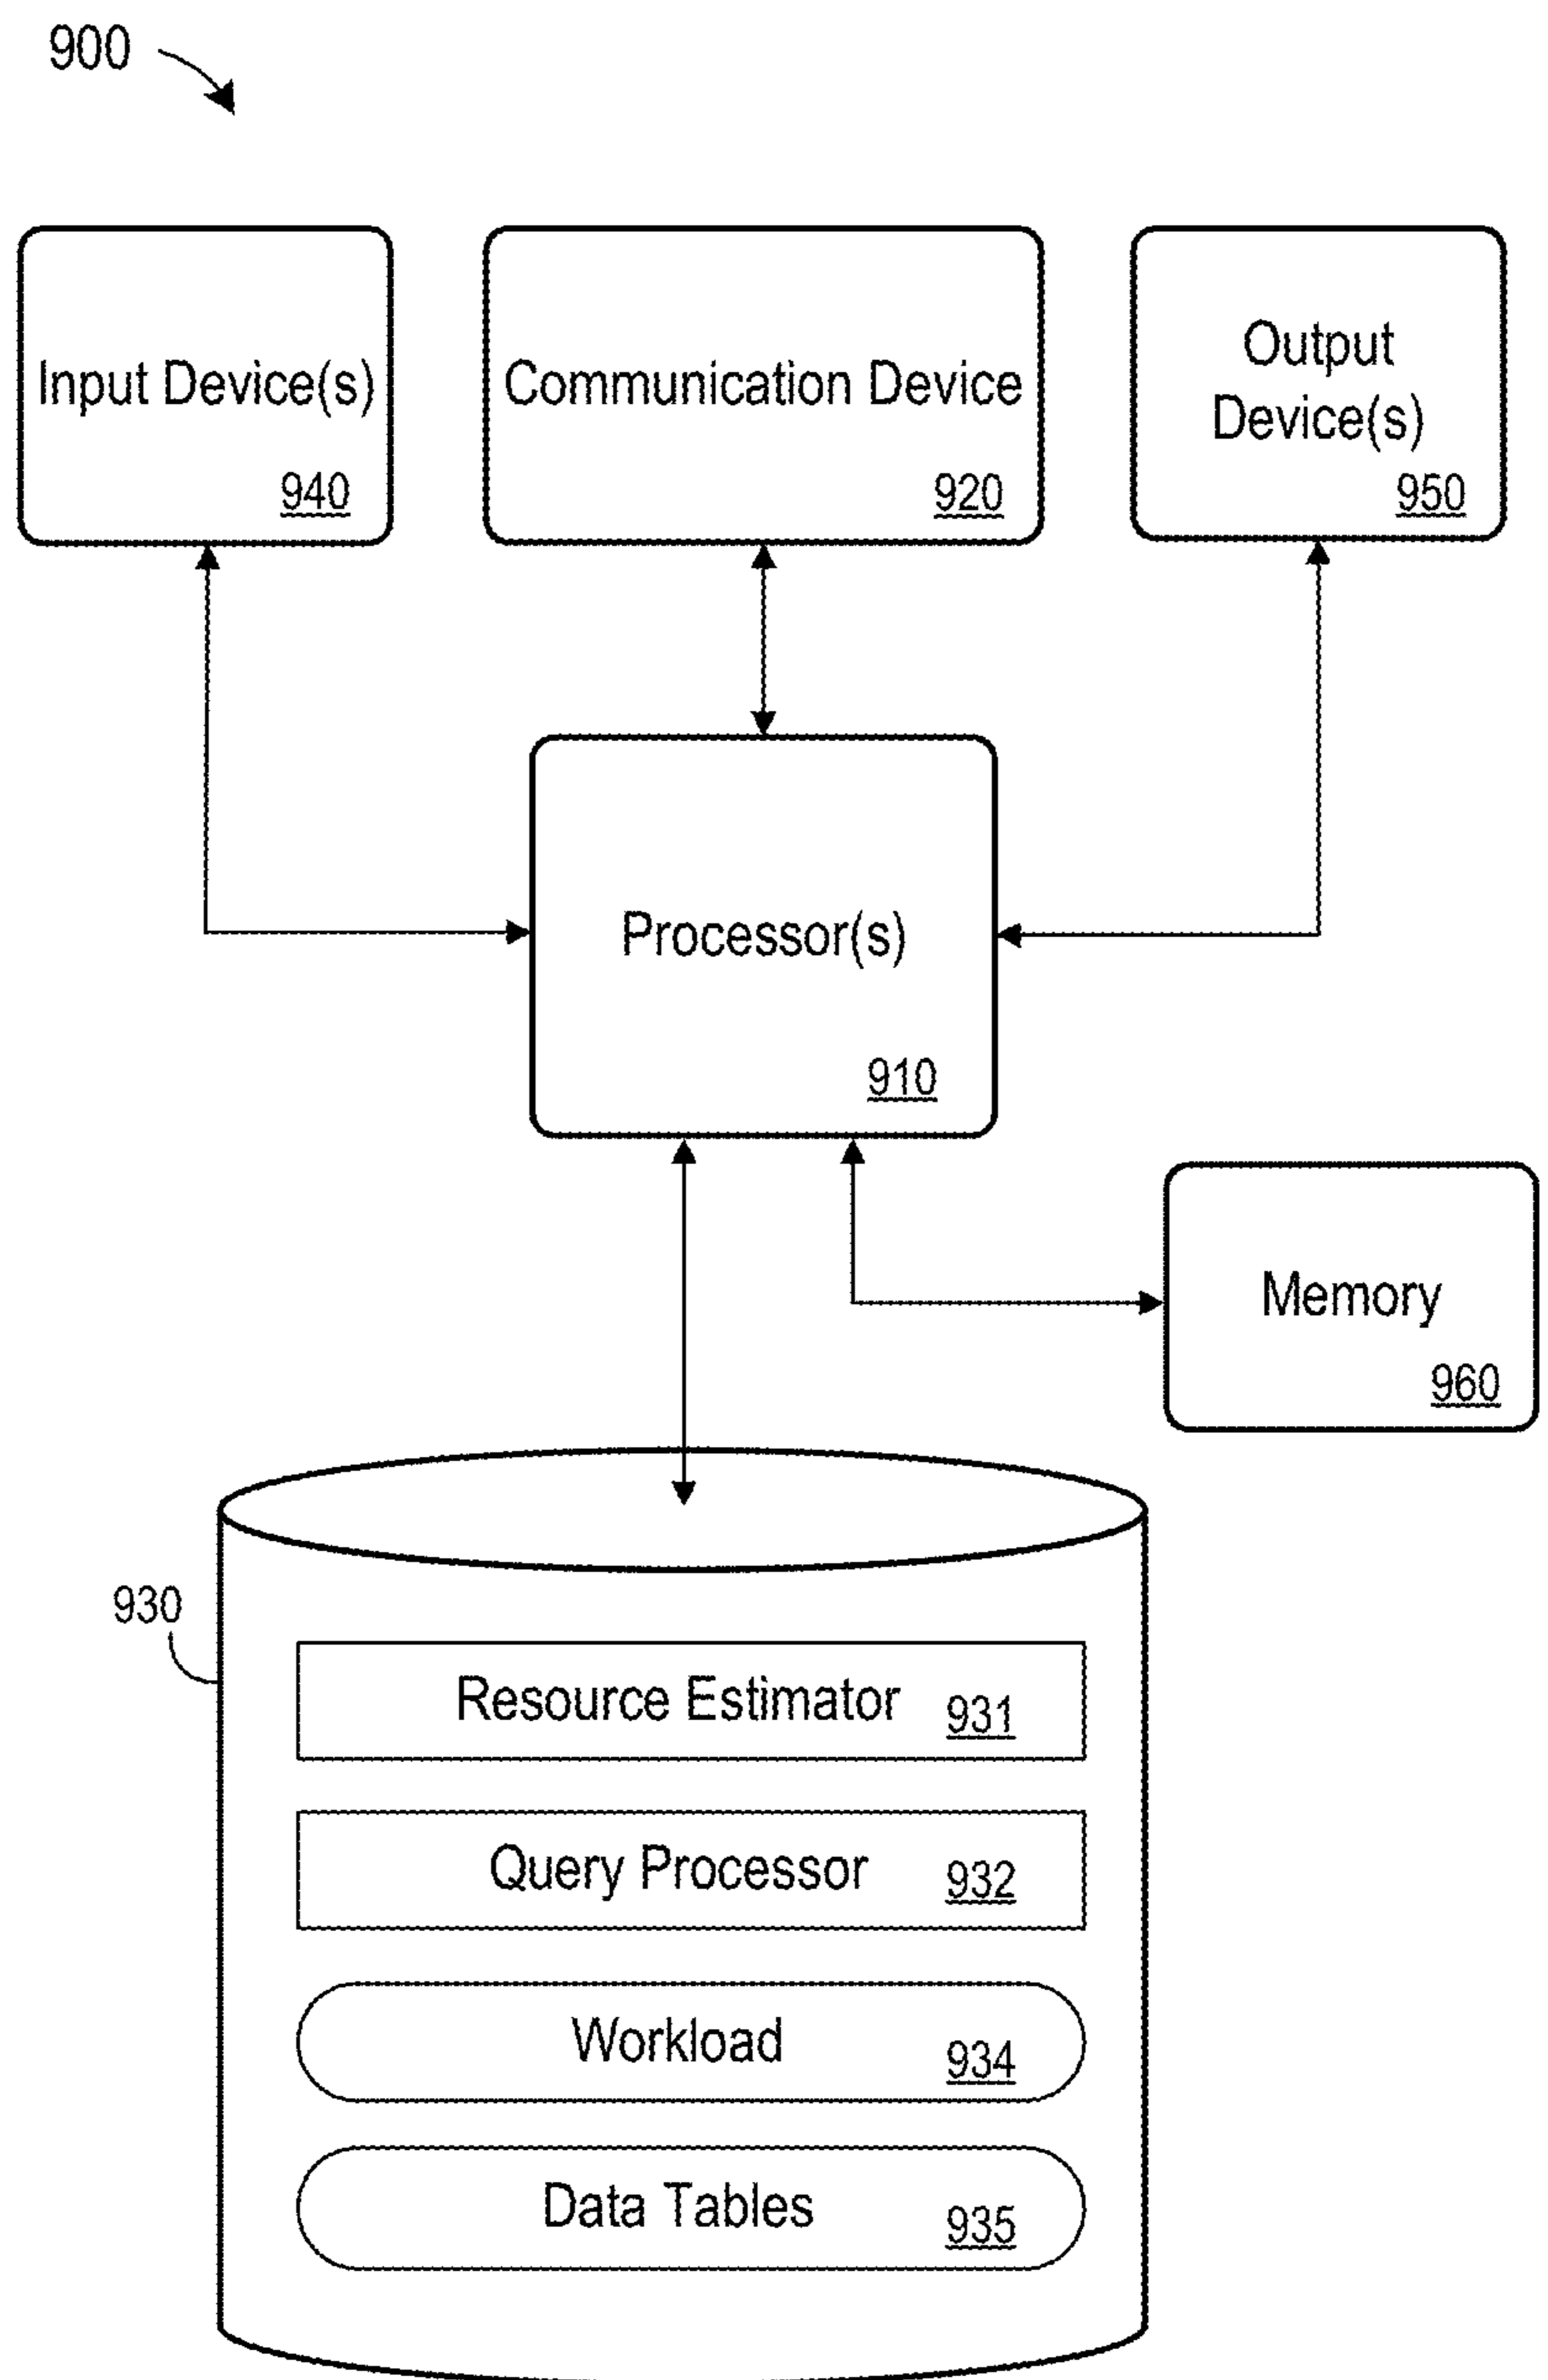 900
Input Device(s)
940
Communication Device
920
Output
Device(s)
950
Processor(s)
910
Memory
960
930
Resource Estimator 931
Query Processor 932
Workload 934
Data Tables 935